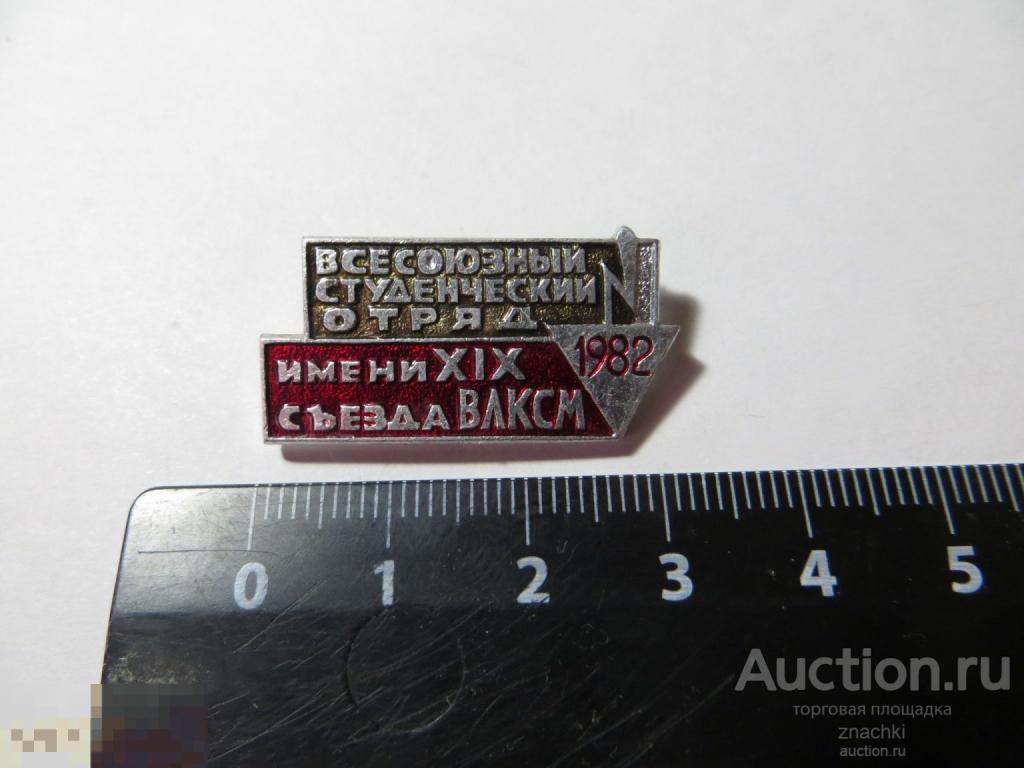 ВСЕСОЮЗНЫЙ
СТУДЕНЧЕСКИЙ
ОТРЯД
1982
ИМЕНИ XIX
СЪЕЗДА ВЛКСМ
0 1 2 3 4 5
Auction.ru
торговая площадка
znachki
auction.ru